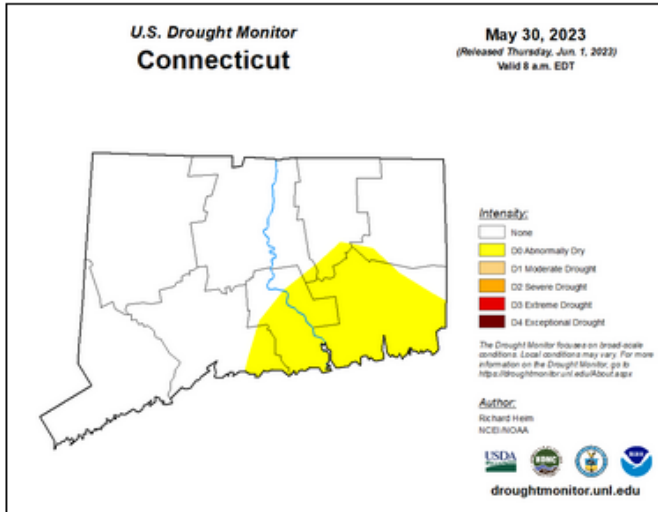 U.S. Drought Monitor
Connecticut
May 30, 2023
(Released Thursday, Jun. 1, 2023)
Valid 8 a.m. EDT
Intensity:
None
D0 Abnormally Dry
D1 Moderate Drought
D2 Severe Drought
D3 Extreme Drought
D4 Exceptional Drought
The Drought Monitor focuses on broad-scale
conditions. Local conditions may vary. For more
information on the Drought Monitor, go to
https://droughtmonitor.unl.edu/About.aspx
Author:
Richard Heim
NCEI/NOAA
USDA
NDMC
droughtmonitor.unl.edu